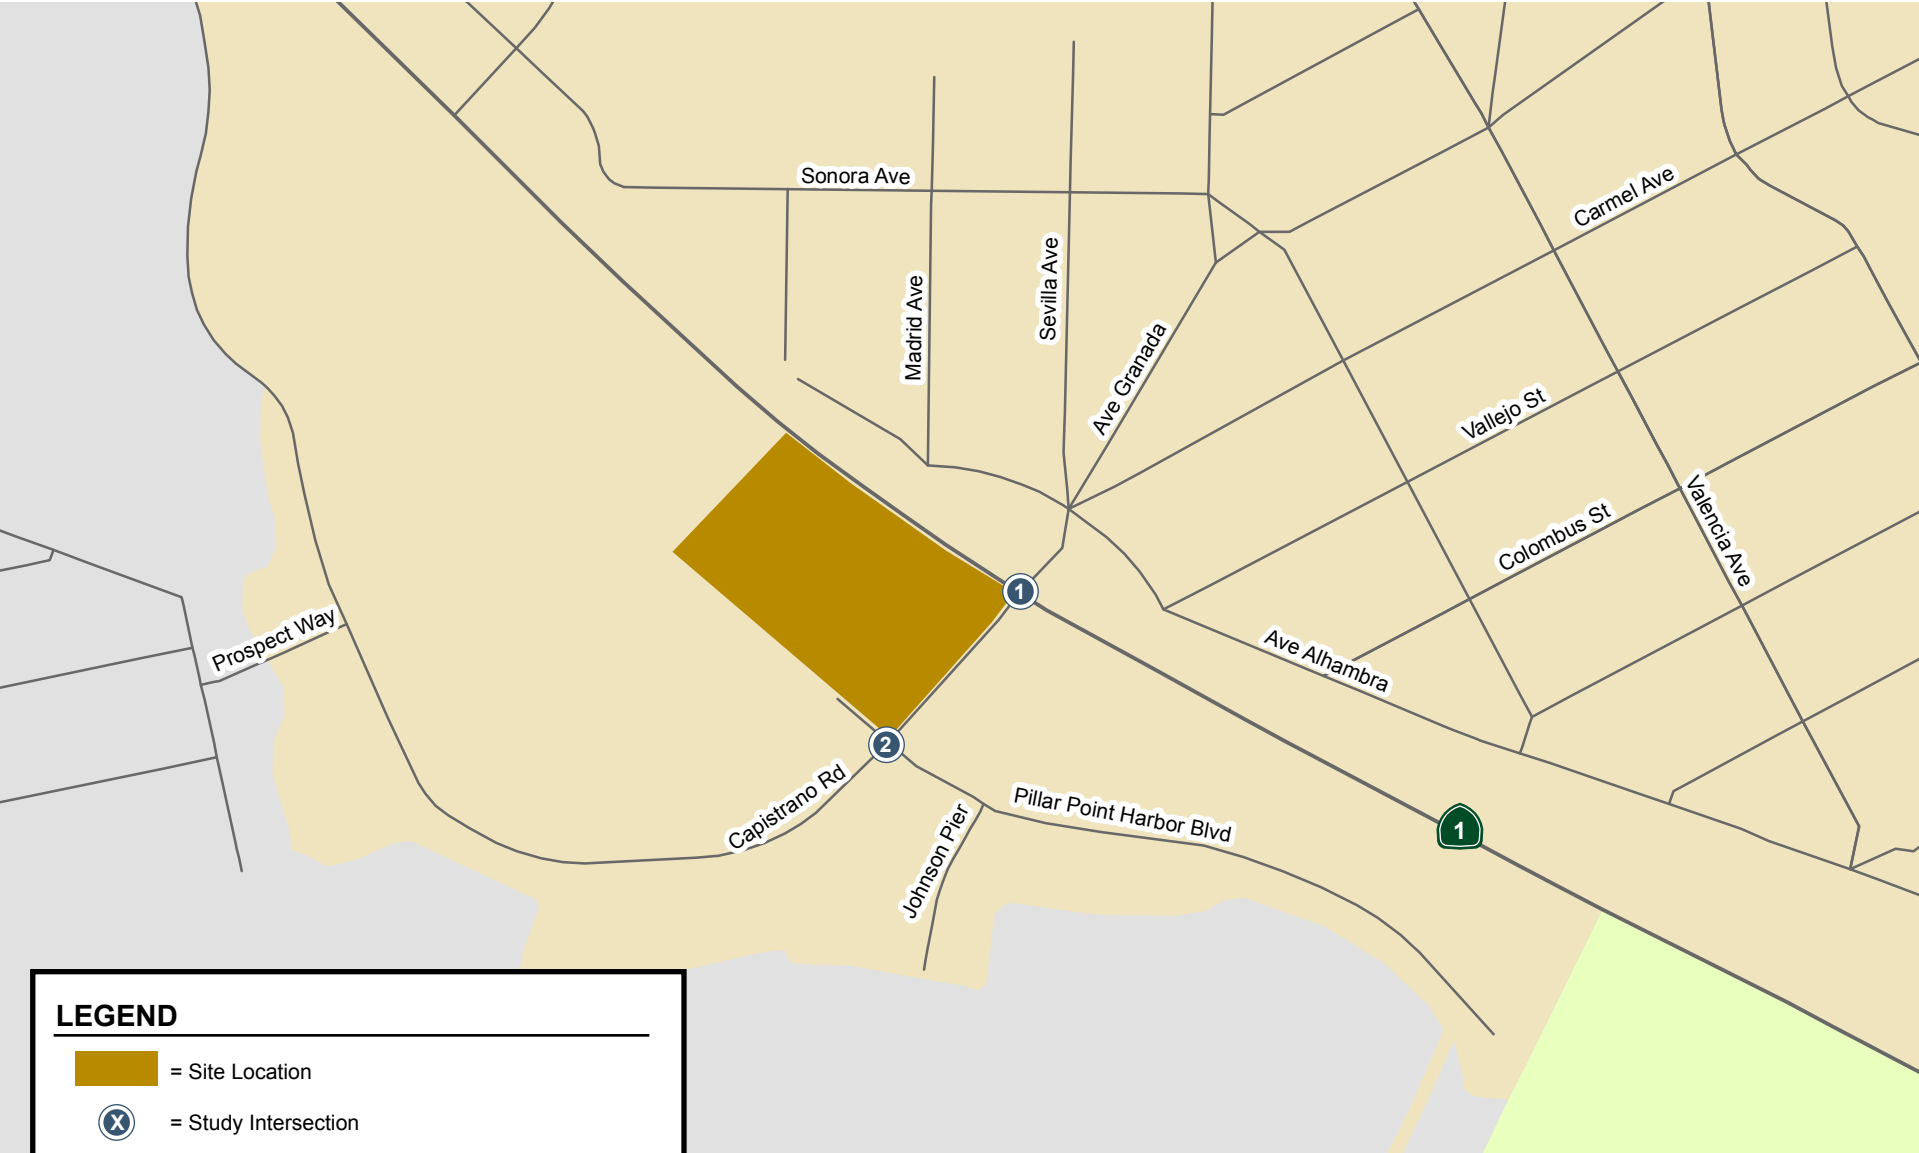 Sonora Ave
Carmel Ave
Madrid Ave
Sevilla Ave
Ave Granada
Vallejo St
Colombus St
Valencia Ave
1
Prospect Way
Ave Alhambra
2
Capistrano Rd
Johnson Pier
Pillar Point Harbor Blvd
1
LEGEND
= Site Location
X = Study Intersection